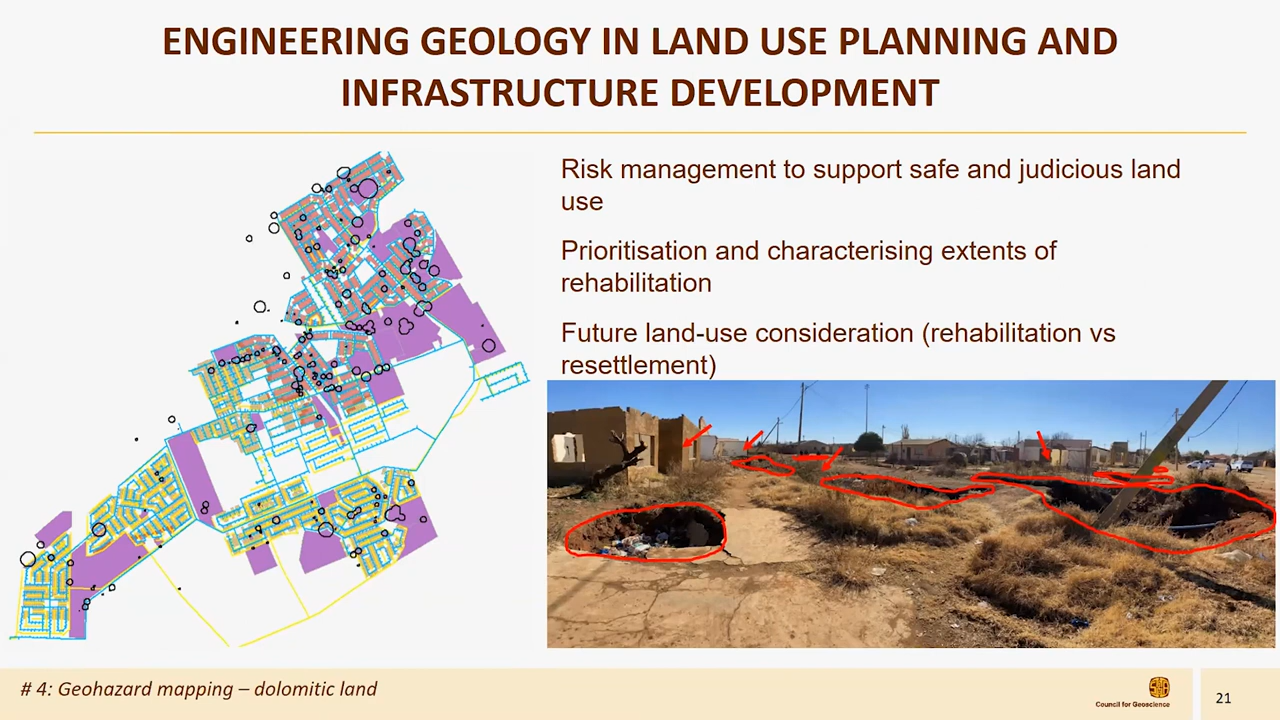 ENGINEERING GEOLOGY IN LAND USE PLANNING AND
INFRASTRUCTURE DEVELOPMENT
Risk management to support safe and judicious land
use
Prioritisation and characterising extents of
rehabilitation
Future land-use consideration (rehabilitation vs
resettlement)
# 4: Geohazard mapping – dolomitic land
Council for Geoscience
21